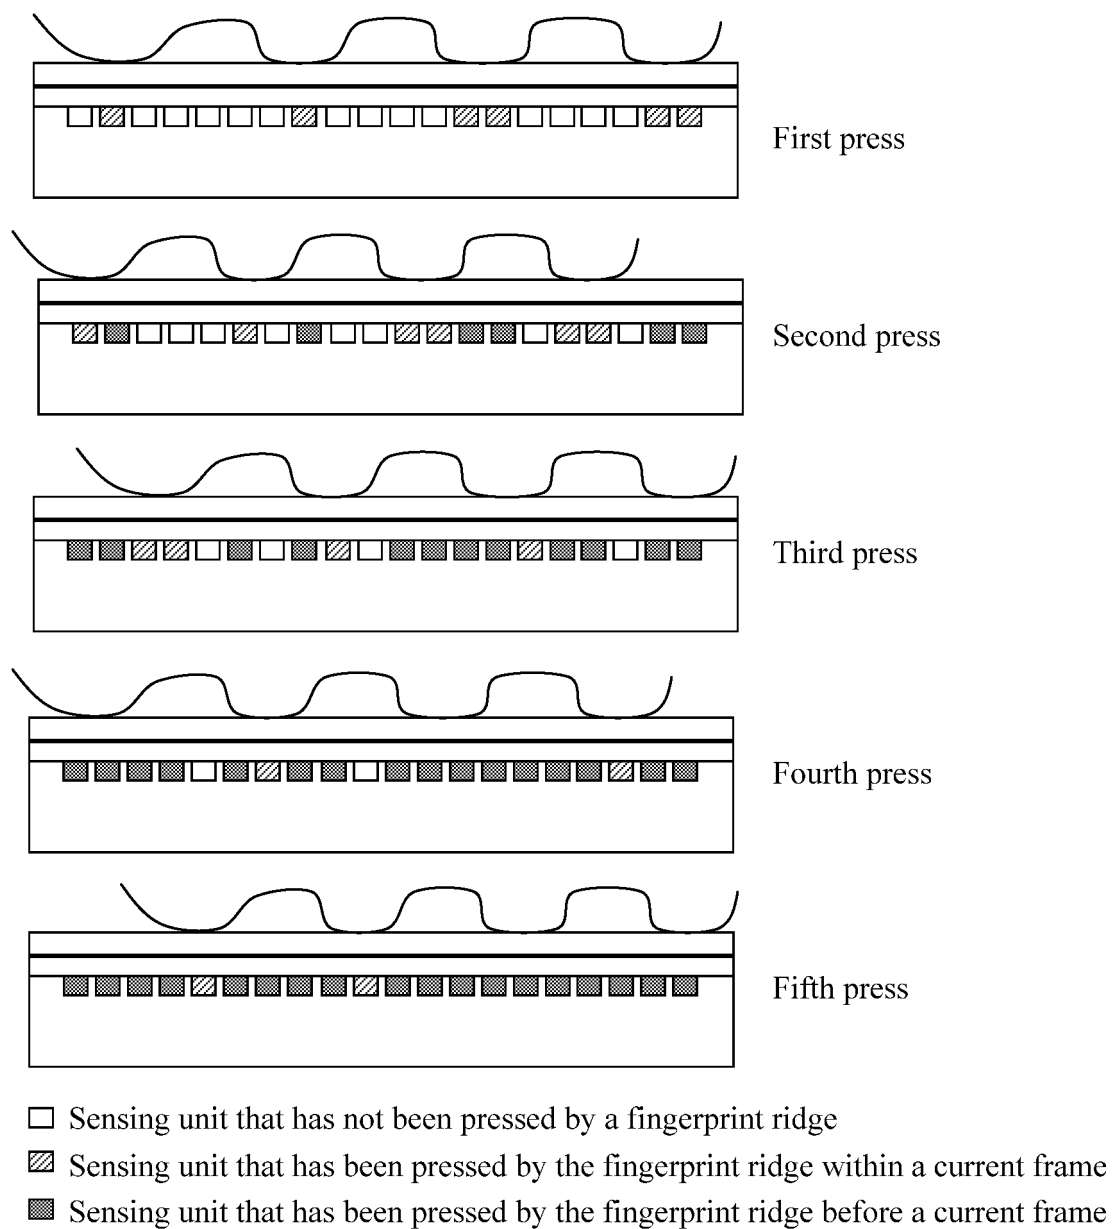 First press
Second press
Third press
Fourth press
Fifth press
Sensing unit that has not been pressed by a fingerprint ridge
Sensing unit that has been pressed by the fingerprint ridge within a current frame
Sensing unit that has been pressed by the fingerprint ridge before a current frame